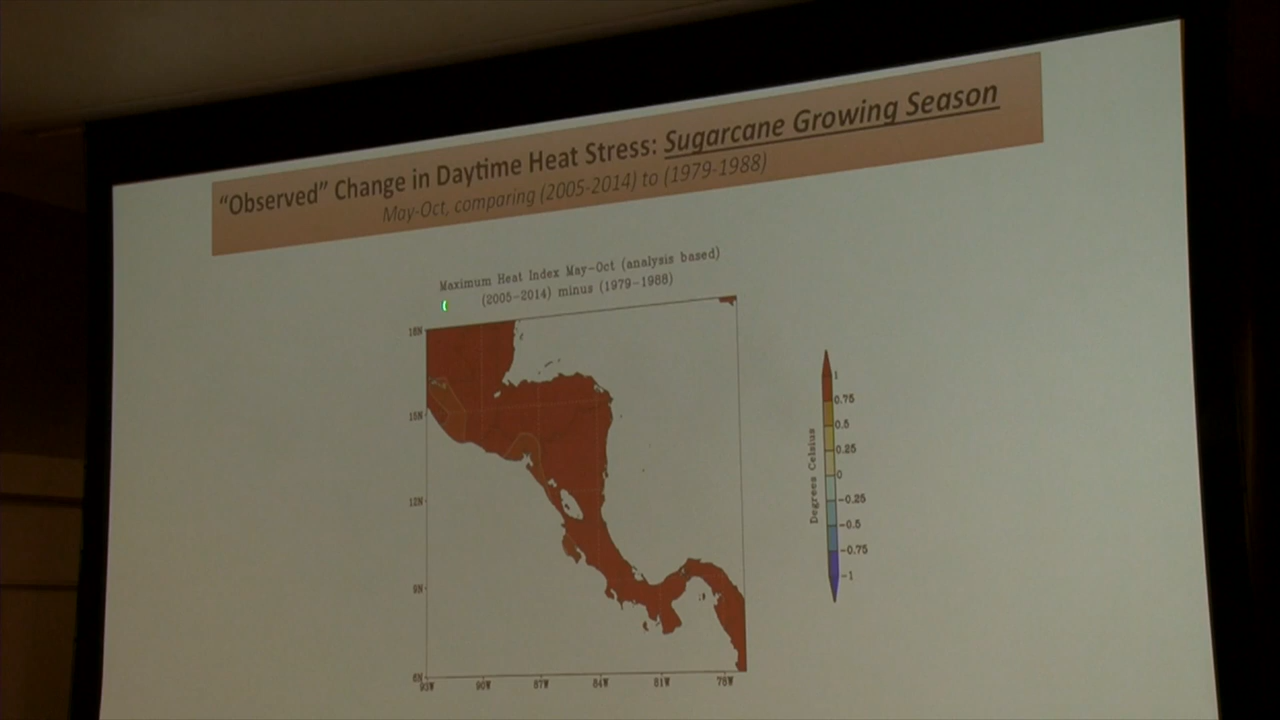 “Observed” Change in Daytime Heat Stress: Sugarcane Growing Season
May-Oct, comparing (2005-2014) to (1979-1988)
Maximum Heat Index May-Oct (analysis based)
(2005-2014) minus (1979-1988)
18N
15N
12N
9N
6N
93W 90W 87W 84W 81W 78W
Degrees Celsius
1
0.75
0.5
0.25
0
-0.25
-0.5
-0.75
-1